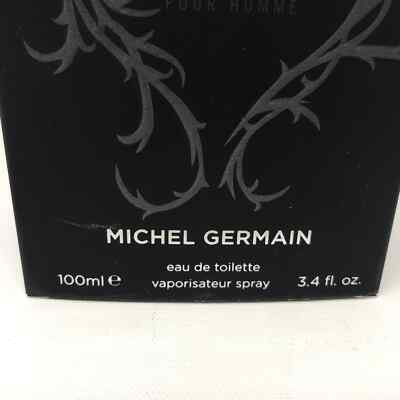 POUR HOMME
MICHEL GERMAIN
eau de toilette
100ml ℮ vaporisateur spray 3.4 fl. oz.